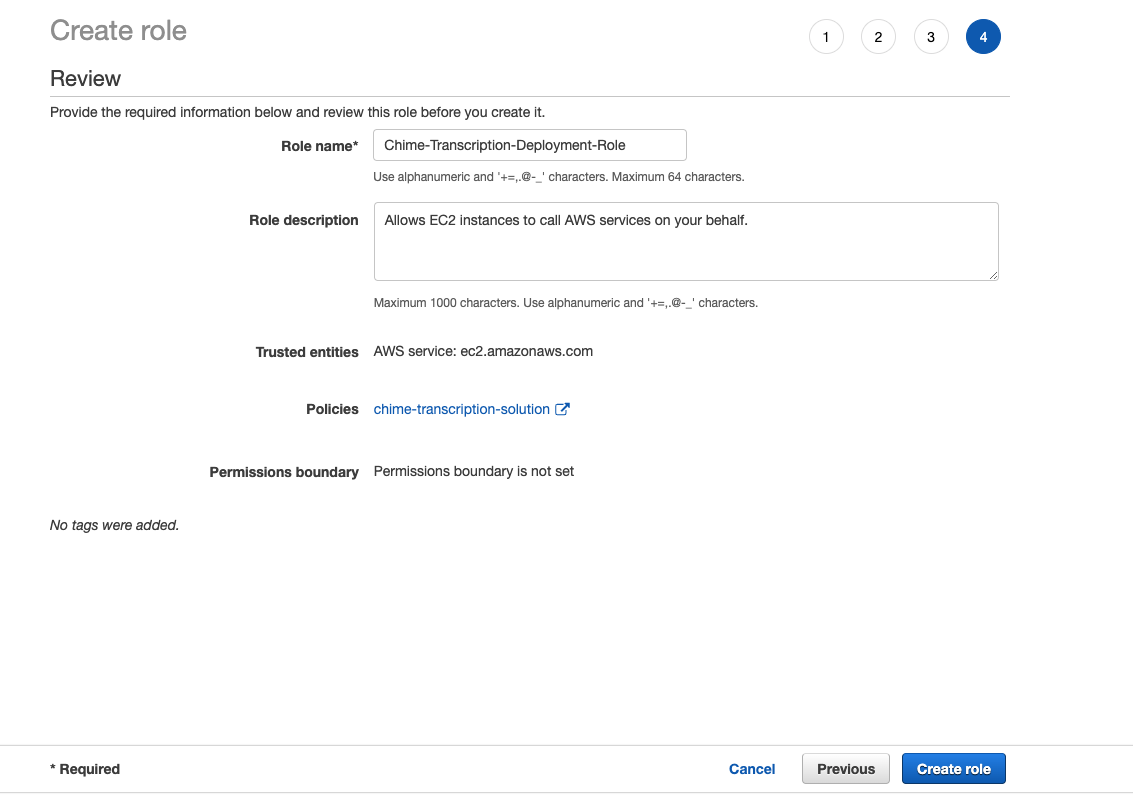 Create role
1 2 3 4
Review
Provide the required information below and review this role before you create it.
Role name* Chime-Transcription-Deployment-Role
Use alphanumeric and '+=,.@-_' characters. Maximum 64 characters.
Role description Allows EC2 instances to call AWS services on your behalf.
Maximum 1000 characters. Use alphanumeric and '+=,.@-_' characters.
Trusted entities AWS service: ec2.amazonaws.com
Policies chime-transcription-solution
Permissions boundary Permissions boundary is not set
No tags were added.
* Required Cancel Previous Create role